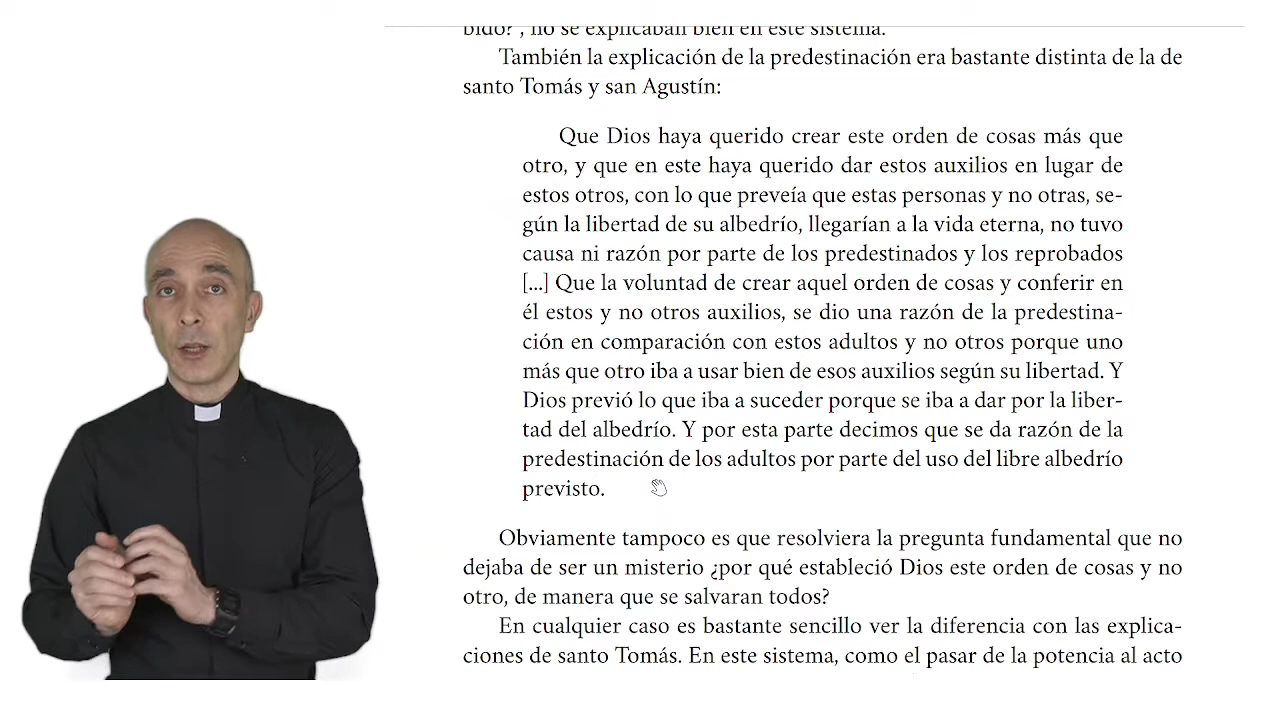 bido?, no se explicaban bien en este sistema.
También la explicación de la predestinación era bastante distinta de la de
santo Tomás y san Agustín:
Que Dios haya querido crear este orden de cosas más que
otro, y que en este haya querido dar estos auxilios en lugar de
estos otros, con lo que preveía que estas personas y no otras, se-
gún la libertad de su albedrío, llegarían a la vida eterna, no tuvo
causa ni razón por parte de los predestinados y los reprobados
[...] Que la voluntad de crear aquel orden de cosas y conferir en
él estos y no otros auxilios, se dio una razón de la predestina-
ción en comparación con estos adultos y no otros porque uno
más que otro iba a usar bien de esos auxilios según su libertad. Y
Dios previó lo que iba a suceder porque se iba a dar por la liber-
tad del albedrío. Y por esta parte decimos que se da razón de la
predestinación de los adultos por parte del uso del libre albedrío
previsto.
Obviamente tampoco es que resolviera la pregunta fundamental que no
dejaba de ser un misterio ¿por qué estableció Dios este orden de cosas y no
otro, de manera que se salvaran todos?
En cualquier caso es bastante sencillo ver la diferencia con las explica-
ciones de santo Tomás. En este sistema, como el pasar de la potencia al acto